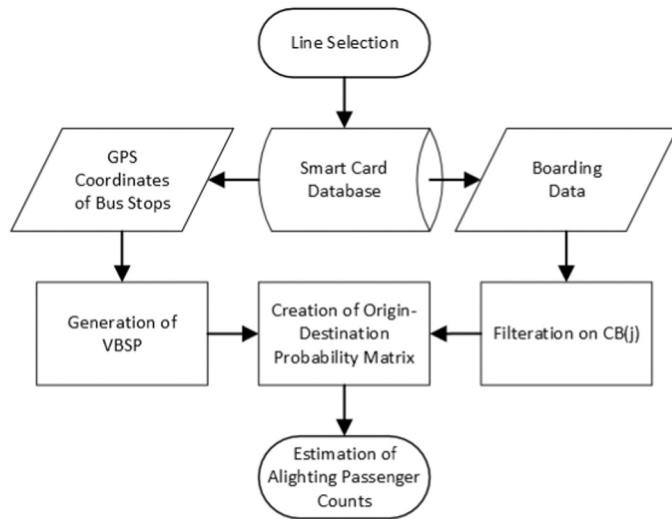 Line Selection
GPS
Coordinates
of Bus Stops
Smart Card
Database
Boarding
Data
Generation of
VBSP
Creation of Origin-
Destination
Probability Matrix
Filteration on CB(j)
Estimation of
Alighting Passenger
Counts